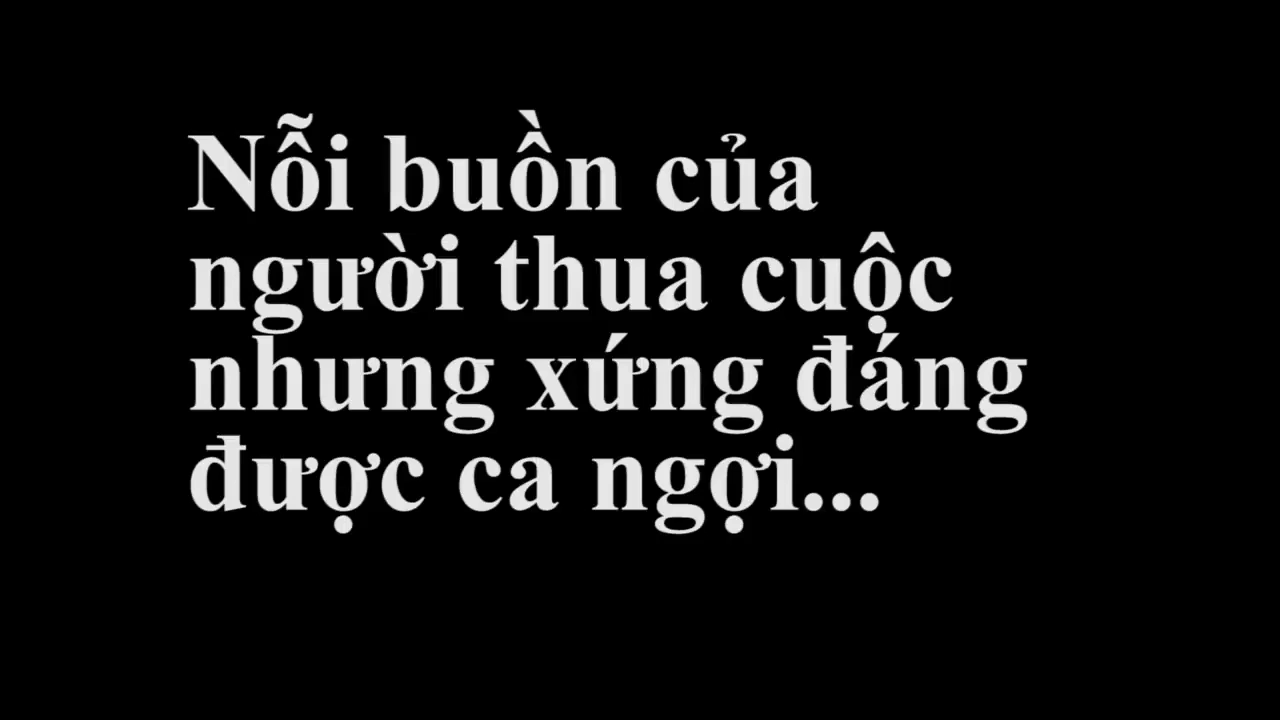 Nỗi buồn của
người thua cuộc
nhưng xứng đáng
được ca ngợi...